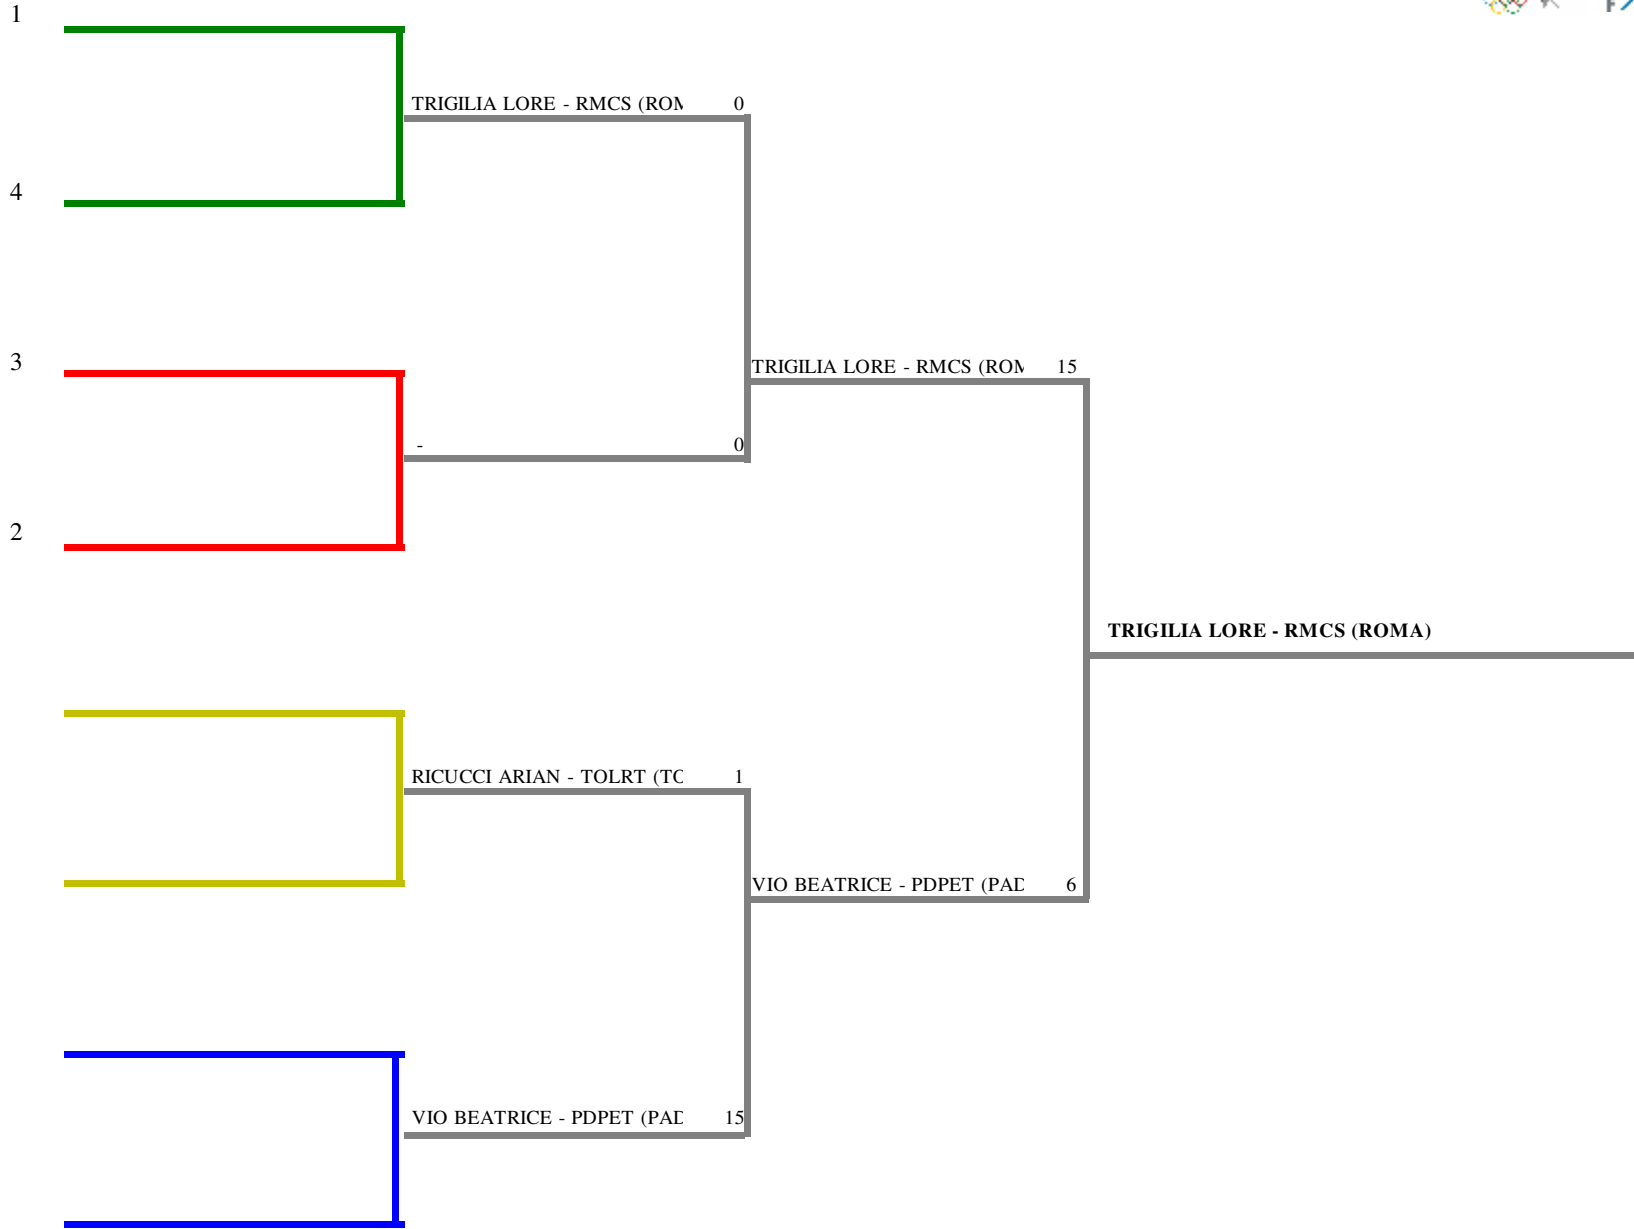 1
TRIGILIA LORE - RMCS (ROM 0
4
3
TRIGILIA LORE - RMCS (ROM 15
- 0
2
TRIGILIA LORE - RMCS (ROMA)
RICUCCI ARIAN - TOLRT (TO 1
VIO BEATRICE - PDPET (PAD 6
VIO BEATRICE - PDPET (PAD 15